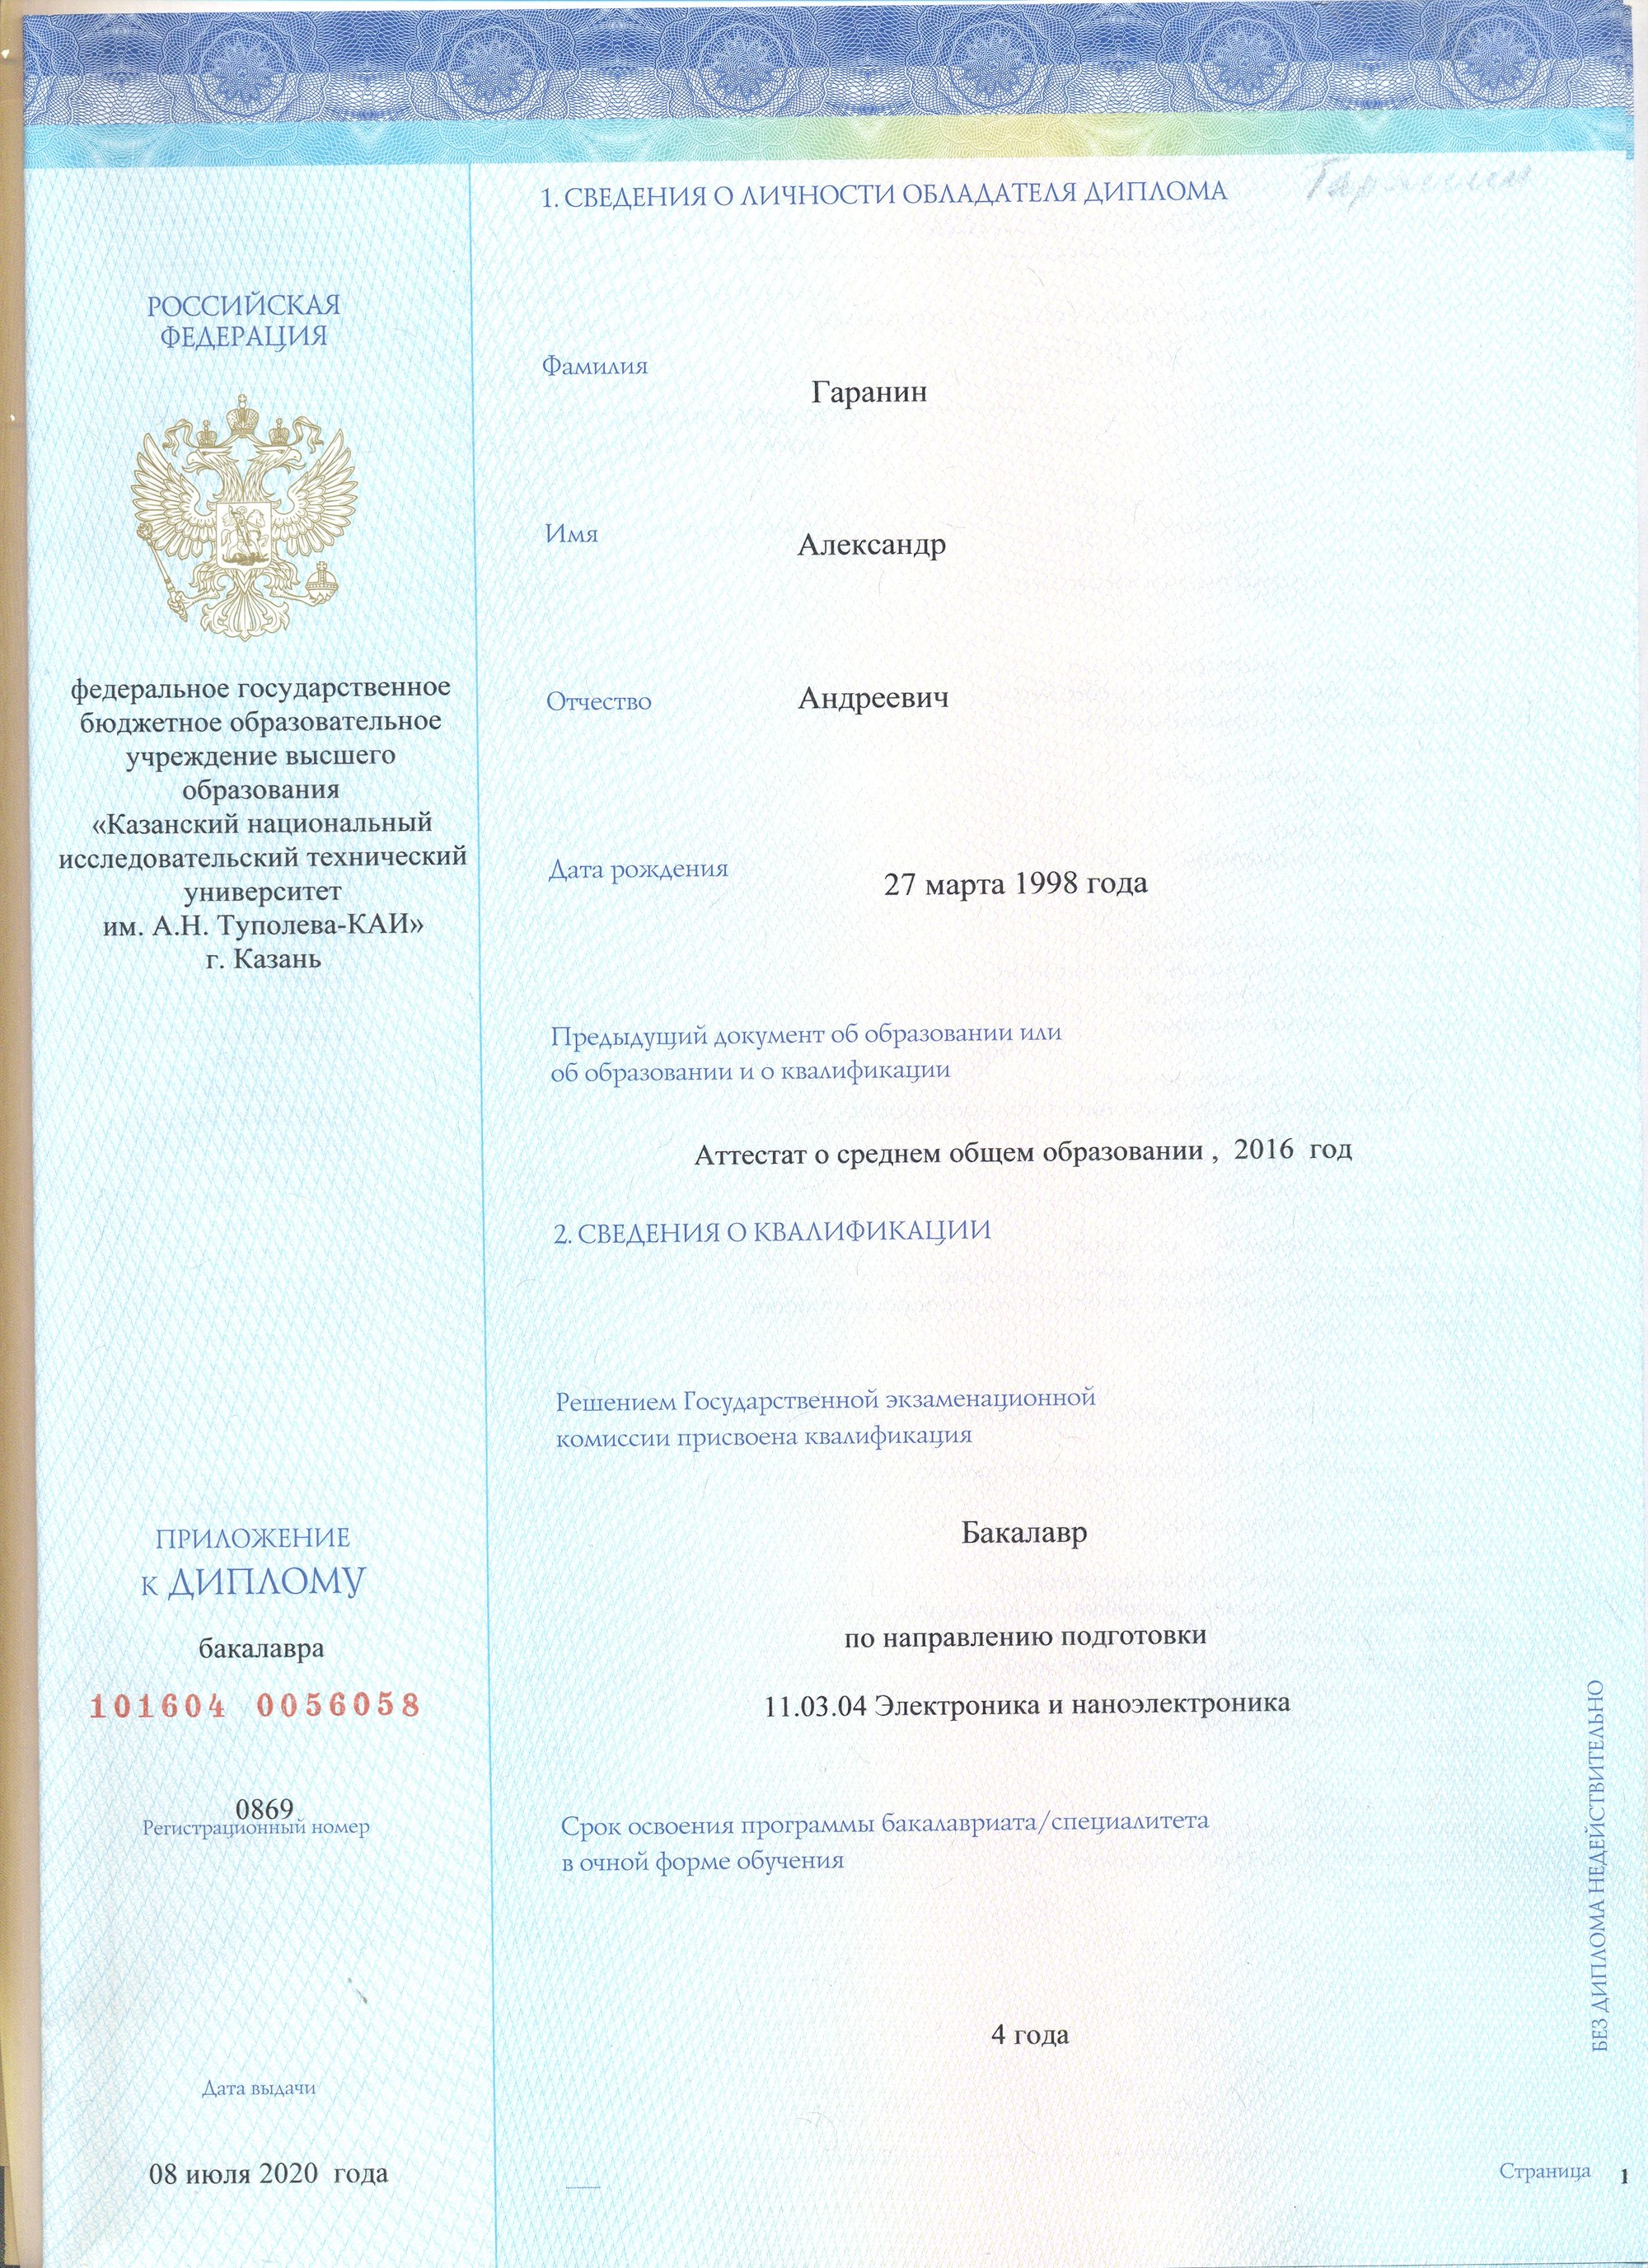 РОССИЙСКАЯ
ФЕДЕРАЦИЯ
федеральное государственное
бюджетное образовательное
учреждение высшего
образования
«Казанский национальный
исследовательский технический
университет
им. А.Н. Туполева-КАИ»
г. Казань
ПРИЛОЖЕНИЕ
к ДИПЛОМУ
бакалавра
101604 0056058
0869
Регистрационный номер
Дата выдачи
08 июля 2020 года
1. СВЕДЕНИЯ О ЛИЧНОСТИ ОБЛАДАТЕЛЯ ДИПЛОМА
Гаранин
Фамилия
Гаранин
Имя
Александр
Отчество
Андреевич
Дата рождения
27 марта 1998 года
Предыдущий документ об образовании или
об образовании и о квалификации
Аттестат о среднем общем образовании , 2016 год
2. СВЕДЕНИЯ О КВАЛИФИКАЦИИ
Решением Государственной экзаменационной
комиссии присвоена квалификация
Бакалавр
по направлению подготовки
11.03.04 Электроника и наноэлектроника
Срок освоения программы бакалавриата/специалитета
в очной форме обучения
4 года
БЕЗ ДИПЛОМА НЕДЕЙСТВИТЕЛЬНО
Страница 1